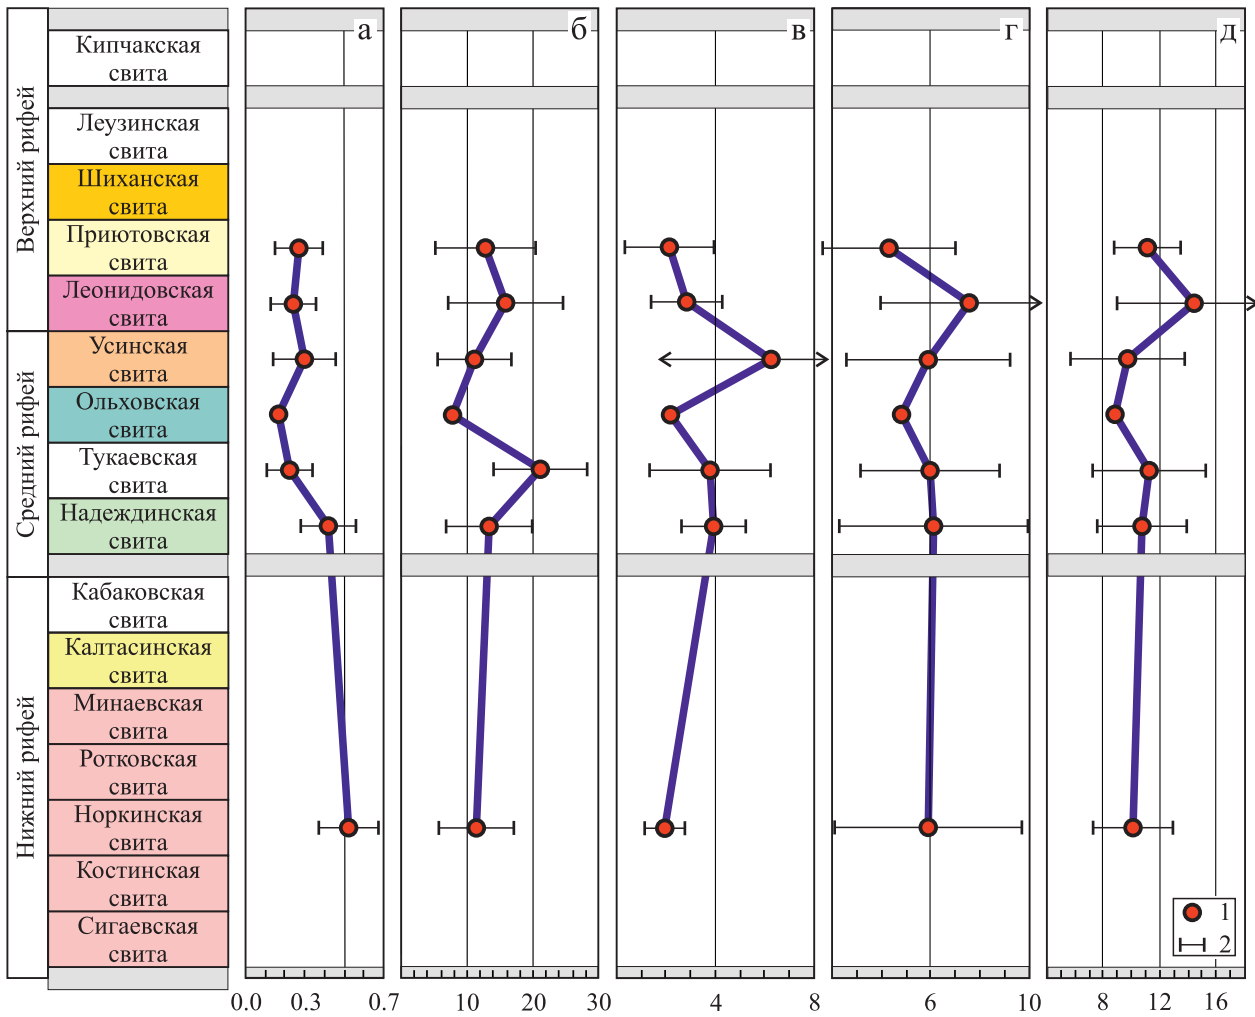 а
б
в
г
д
Верхний рифей
Кипчакская
свита
Леузинская
свита
Шиханская
свита
Приютовская
свита
Леонидовская
свита
Средний рифей
Усинская
свита
Ольховская
свита
Тукаевская
свита
Надеждинская
свита
Нижний рифей
Кабаковская
свита
Калтасинская
свита
Минаевская
свита
Ротковская
свита
Норкинская
свита
Костинская
свита
Сигаевская
свита
1
2
0.0 0.3 0.7
10 20 30
4 8
6 10
8 12 16